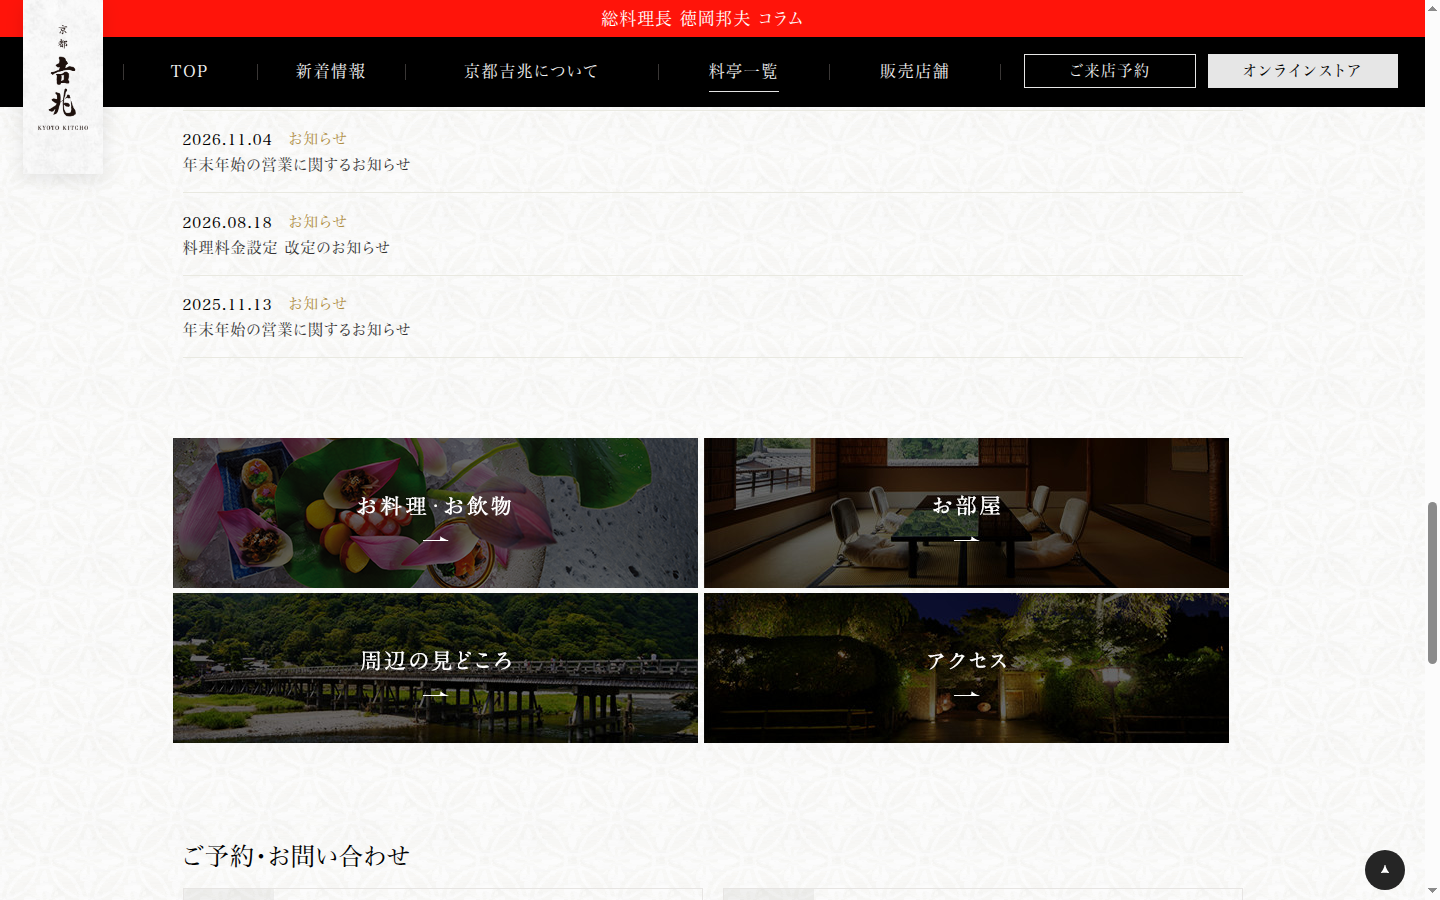 総料理長 徳岡邦夫 コラム
京都
吉兆
KYOTO KITCHO
TOP
新着情報
京都吉兆について
料亭一覧
販売店舗
ご来店予約
オンラインストア
2026.11.04 お知らせ
年末年始の営業に関するお知らせ
2026.08.18 お知らせ
料理料金設定 改定のお知らせ
2025.11.13 お知らせ
年末年始の営業に関するお知らせ
お料理·お飲物
お部屋
周辺の見どころ
アクセス
ご予約・お問い合わせ